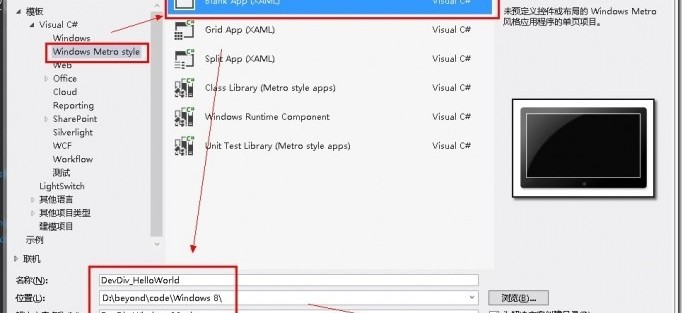 模板
Visual C#
Windows
Windows Metro style
Web
Office
Cloud
Reporting
SharePoint
Silverlight
WCF
Workflow
测试
LightSwitch
其他语言
其他项目类型
建模项目
示例
联机
Blank App (XAML) Visual C#
Grid App (XAML) Visual C#
Split App (XAML) Visual C#
Class Library (Metro style apps) Visual C#
Windows Runtime Component Visual C#
Unit Test Library (Metro style apps) Visual C#
未预定义控件或布局的 Windows Metro
风格应用程序的单页项目。
名称(N): DevDiv_HelloWorld
位置(L): D:\beyond\code\Windows 8\ 浏览(B)...